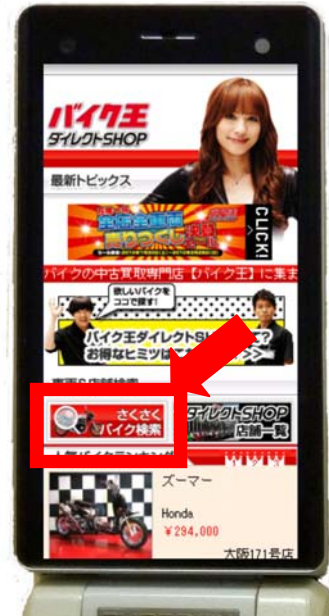 バイク王
ダイレクトSHOP
最新トピックス
CLICK!
バイクの中古買取専門店【バイク王】に集ま
欲しいバイクを
ココで探す!
バイク王ダイレクトSH
お得なヒミツは
さくさく
バイク検索
ダイレクトSHOP
店舗一覧
ズーマー
Honda
¥294,000
大阪171号店